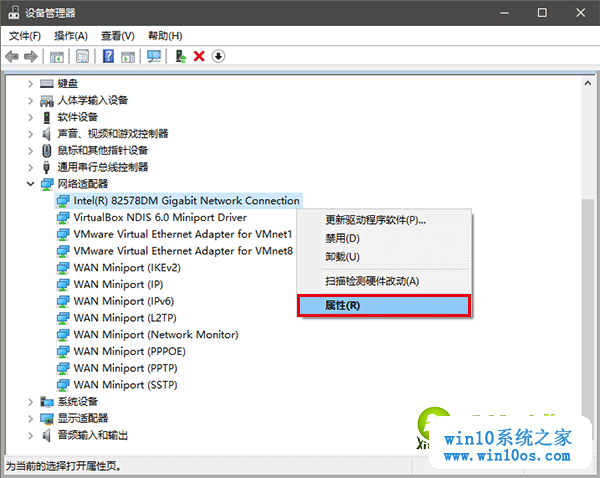 设备管理器
文件(F) 操作(A) 查看(V) 帮助(H)
键盘
人体学输入设备
软件设备
声音、视频和游戏控制器
鼠标和其他指针设备
通用串行总线控制器
网络适配器
Intel(R) 82578DM Gigabit Network Connection
VirtualBox NDIS 6.0 Miniport Driver
VMware Virtual Ethernet Adapter for VMnet1
VMware Virtual Ethernet Adapter for VMnet8
WAN Miniport (IKEv2)
WAN Miniport (IP)
WAN Miniport (IPv6)
WAN Miniport (L2TP)
WAN Miniport (Network Monitor)
WAN Miniport (PPPOE)
WAN Miniport (PPTP)
WAN Miniport (SSTP)
系统设备
显示适配器
音频输入和输出
更新驱动程序软件(P)...
禁用(D)
卸载(U)
扫描检测硬件改动(A)
属性(R)
win10系统之家
www.win10os.com
为当前的选择打开属性页。